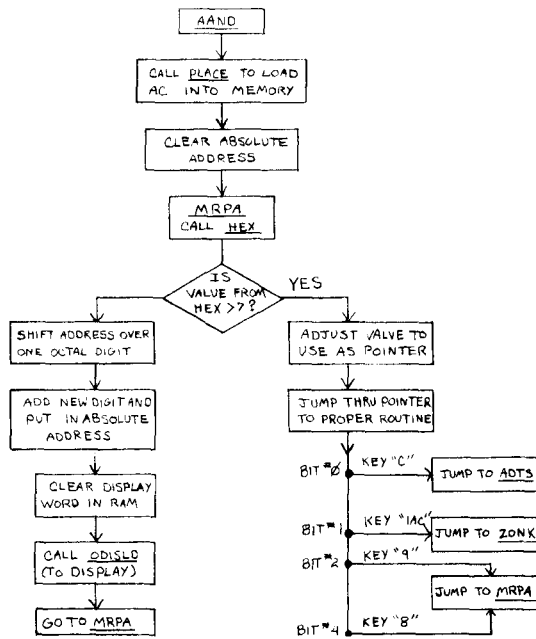 AAND
CALL PLACE TO LOAD
AC INTO MEMORY
CLEAR ABSOLUTE
ADDRESS
MRPA
CALL HEX
IS
VALUE FROM
HEX >7?
YES
SHIFT ADDRESS OVER
ONE OCTAL DIGIT
ADD NEW DIGIT AND
PUT IN ABSOLUTE
ADDRESS
CLEAR DISPLAY
WORD IN RAM
CALL ODISLD
(TO DISPLAY)
GO TO MRPA
ADJUST VALVE TO
USE AS POINTER
JUMP THRU POINTER
TO PROPER ROUTINE
BIT #0 KEY "C"
JUMP TO ADTS
BIT #1 KEY "IAC"
JUMP TO ZONK
BIT #2 KEY "9"
JUMP TO MRPA
BIT #4 KEY "8"